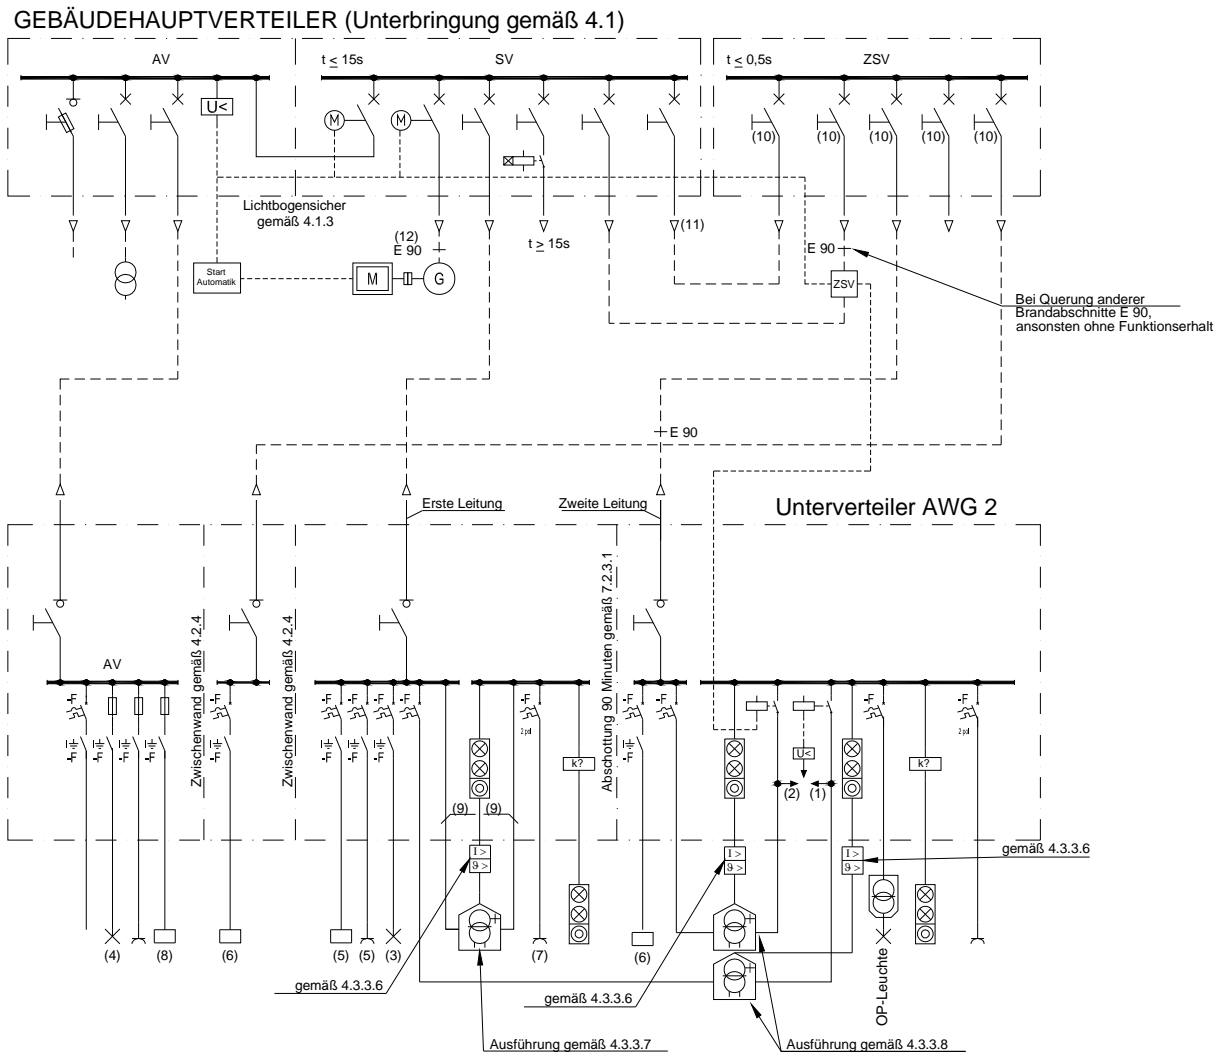 GEBÄUDEHAUPTVERTEILER (Unterbringung gemäß 4.1)
AV
t ≤ 15s
SV
t ≤ 0,5s
ZSV
U<
M
M
(10)
(10)
(10)
(10)
(10)
Lichtbogensicher
gemäß 4.1.3
(12)
E 90
t ≥ 15s
(11)
E 90
Start
Automatik
M
G
ZSV
Bei Querung anderer
Brandabschnitte E 90,
ansonsten ohne Funktionserhalt
E 90
Erste Leitung
Zweite Leitung
Unterverteiler AWG 2
Zwischenwand gemäß 4.2.4
Zwischenwand gemäß 4.2.4
Abschottung 90 Minuten gemäß 7.2.3.1
AV
-F
-F
-F
-F
-F
-F
-F
2 pol
-F
-F
-F
-F
2 pol
-F
-F
-F
-F
-F
-F
-F
-F
-F
U<
k?
k?
(2)
(1)
(9)
(9)
I >
ϑ >
I >
ϑ >
I >
ϑ >
gemäß 4.3.3.6
(4)
(8)
(6)
(5)
(5)
(3)
(7)
(6)
OP-Leuchte
gemäß 4.3.3.6
gemäß 4.3.3.6
Ausführung gemäß 4.3.3.7
Ausführung gemäß 4.3.3.8